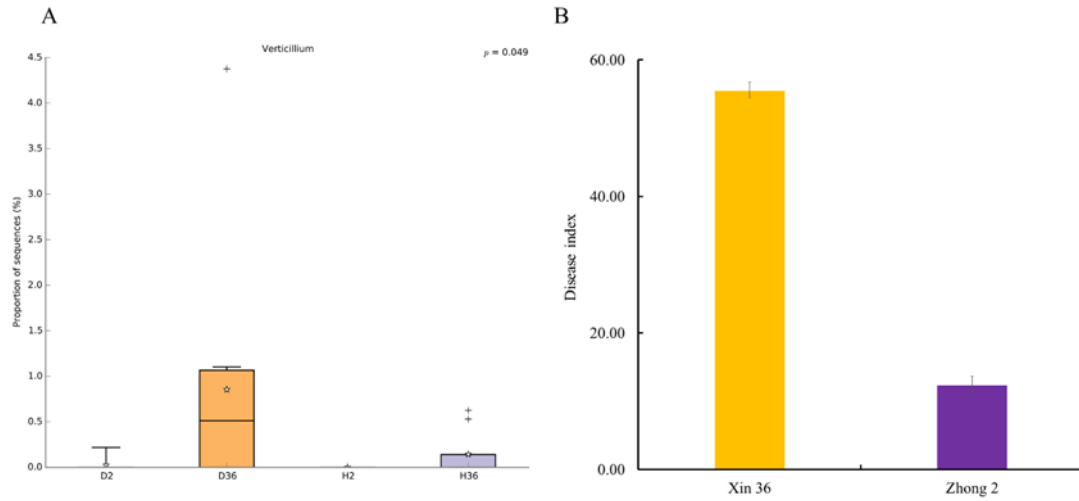 A
B
Verticillium
p = 0.049
4.5
4.0
3.5
3.0
2.5
2.0
1.5
1.0
0.5
0.0
Proportion of sequences (%)
D2
D36
H2
H36
60.00
40.00
20.00
0.00
Disease index
Xin 36
Zhong 2